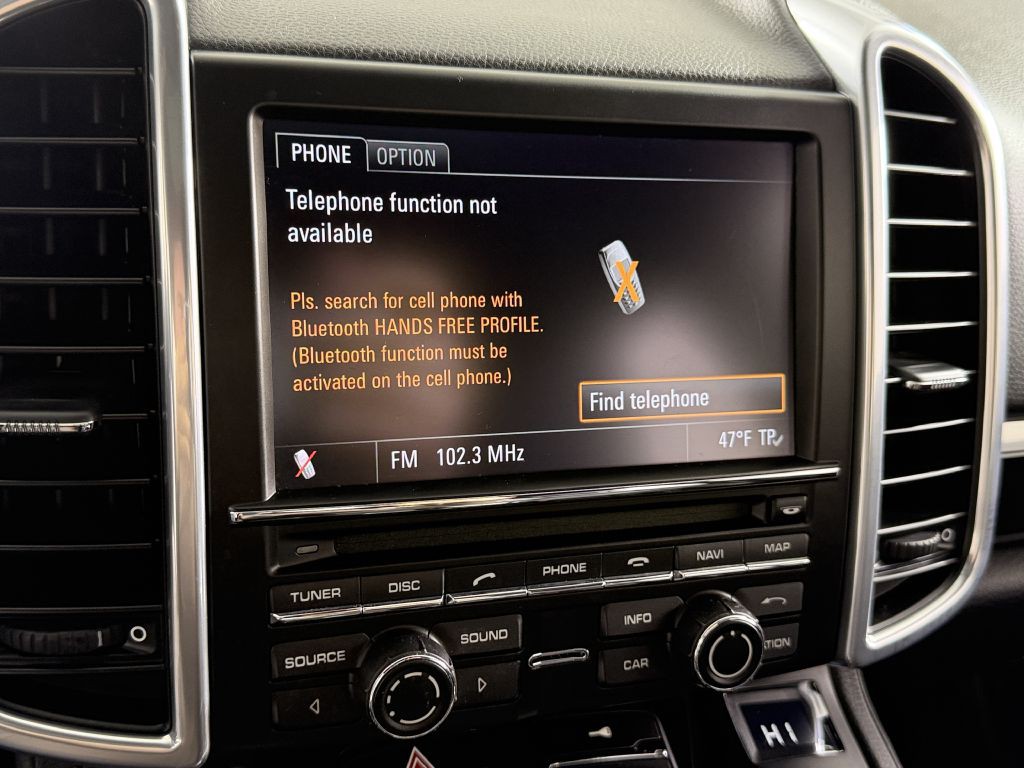 PHONE OPTION
Telephone function not
available
Pls. search for cell phone with
Bluetooth HANDS FREE PROFILE.
(Bluetooth function must be
activated on the cell phone.)
Find telephone
FM 102.3 MHz 47°F TP
TUNER DISC PHONE NAVI MAP
SOURCE SOUND INFO
CAR TION
HI